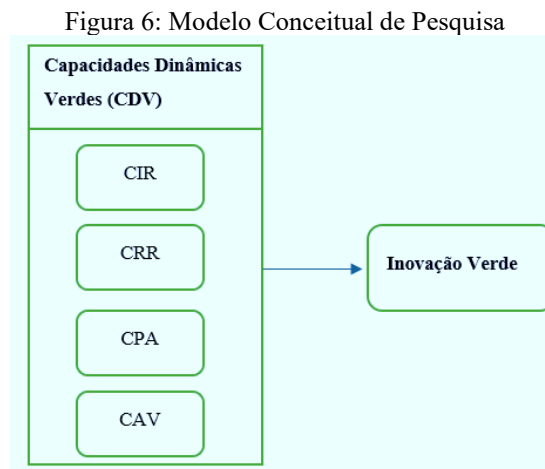 Figura 6: Modelo Conceitual de Pesquisa
Capacidades Dinâmicas
Verdes (CDV)
CIR
CRR
CPA
CAV
Inovação Verde